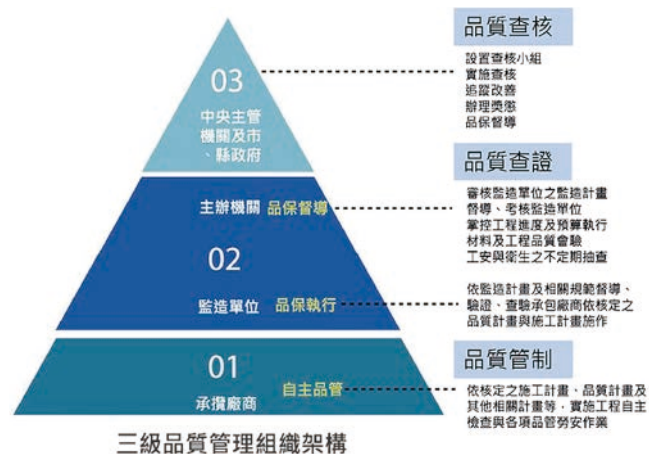 品質查核
設置查核小組
實施查核
追蹤改善
辦理獎懲
品保督導
03
中央主管
機關及市
、縣政府
品質查證
審核監造單位之監造計畫
督導、考核監造單位
掌控工程進度及預算執行
材料及工程品質會驗
工安與衛生之不定期抽查
主辦機關 品保督導
02
監造單位 品保執行
依監造計畫及相關規範督導、
驗證、查驗承包廠商依核定之
品質計畫與施工計畫施作
品質管制
01
自主品管
承攬廠商
依核定之施工計畫、品質計畫及
其他相關計畫等，實施工程自主
檢查與各項品管勞安作業
三級品質管理組織架構